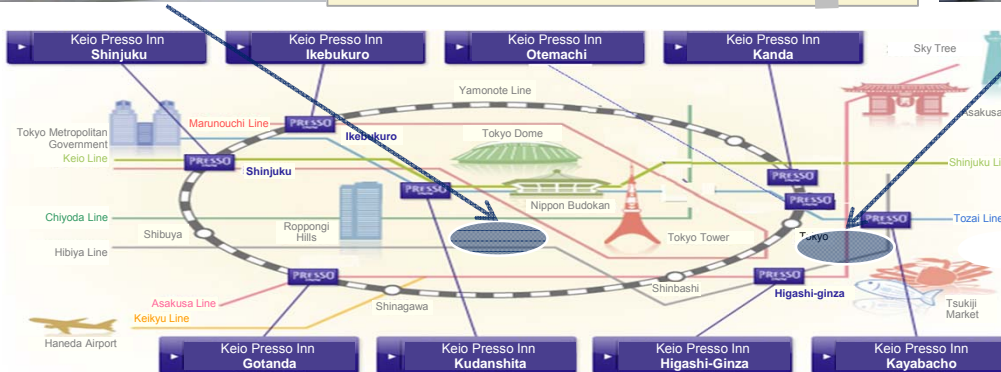 Keio Presso Inn
Shinjuku
Keio Presso Inn
Ikebukuro
Keio Presso Inn
Otemachi
Keio Presso Inn
Kanda
Sky Tree
Yamonote Line
Marunouchi Line
Ikebukuro
Tokyo Dome
Asakusa
Tokyo Metropolitan
Government
Keio Line
PRESSO
PRESSO
Shinjuku
PRESSO
PRESSO
PRESSO
PRESSO
Shinjuku Li
Nippon Budokan
Chiyoda Line
Roppongi
Hills
Tozai Line
Shibuya
Tokyo Tower
Tokyo
Hibiya Line
PRESSO
PRESSO
Shinbashi
Higashi-ginza
Asakusa Line
Shinagawa
Tsukiji
Market
Keikyu Line
Haneda Airport
Keio Presso Inn
Gotanda
Keio Presso Inn
Kudanshita
Keio Presso Inn
Higashi-Ginza
Keio Presso Inn
Kayabacho